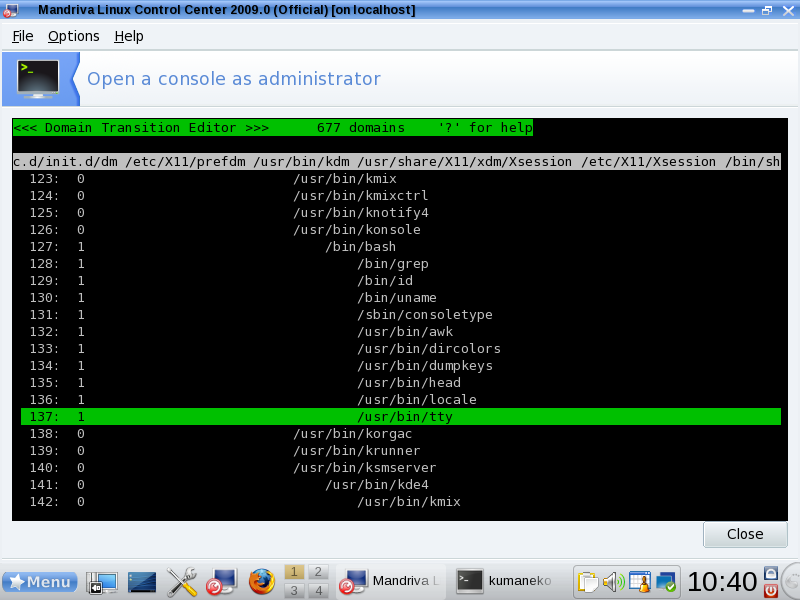 Mandriva Linux Control Center 2009.0 (Official) [on localhost]
File Options Help
Open a console as administrator
<<< Domain Transition Editor >>>      677 domains    '?' for help
c.d/init.d/dm /etc/X11/prefdm /usr/bin/kdm /usr/share/X11/xdm/Xsession /etc/X11/Xsession /bin/sh
123:  0 /usr/bin/kmix
124:  0 /usr/bin/kmixctrl
125:  0 /usr/bin/knotify4
126:  0 /usr/bin/konsole
127:  1 /bin/bash
128:  1 /bin/grep
129:  1 /bin/id
130:  1 /bin/uname
131:  1 /sbin/consoletype
132:  1 /usr/bin/awk
133:  1 /usr/bin/dircolors
134:  1 /usr/bin/dumpkeys
135:  1 /usr/bin/head
136:  1 /usr/bin/locale
137:  1 /usr/bin/tty
138:  0 /usr/bin/korgac
139:  0 /usr/bin/krunner
140:  0 /usr/bin/ksmserver
141:  0 /usr/bin/kde4
142:  0 /usr/bin/kmix
Close
Menu 1 2 3 4 Mandriva L kumaneko 10:40